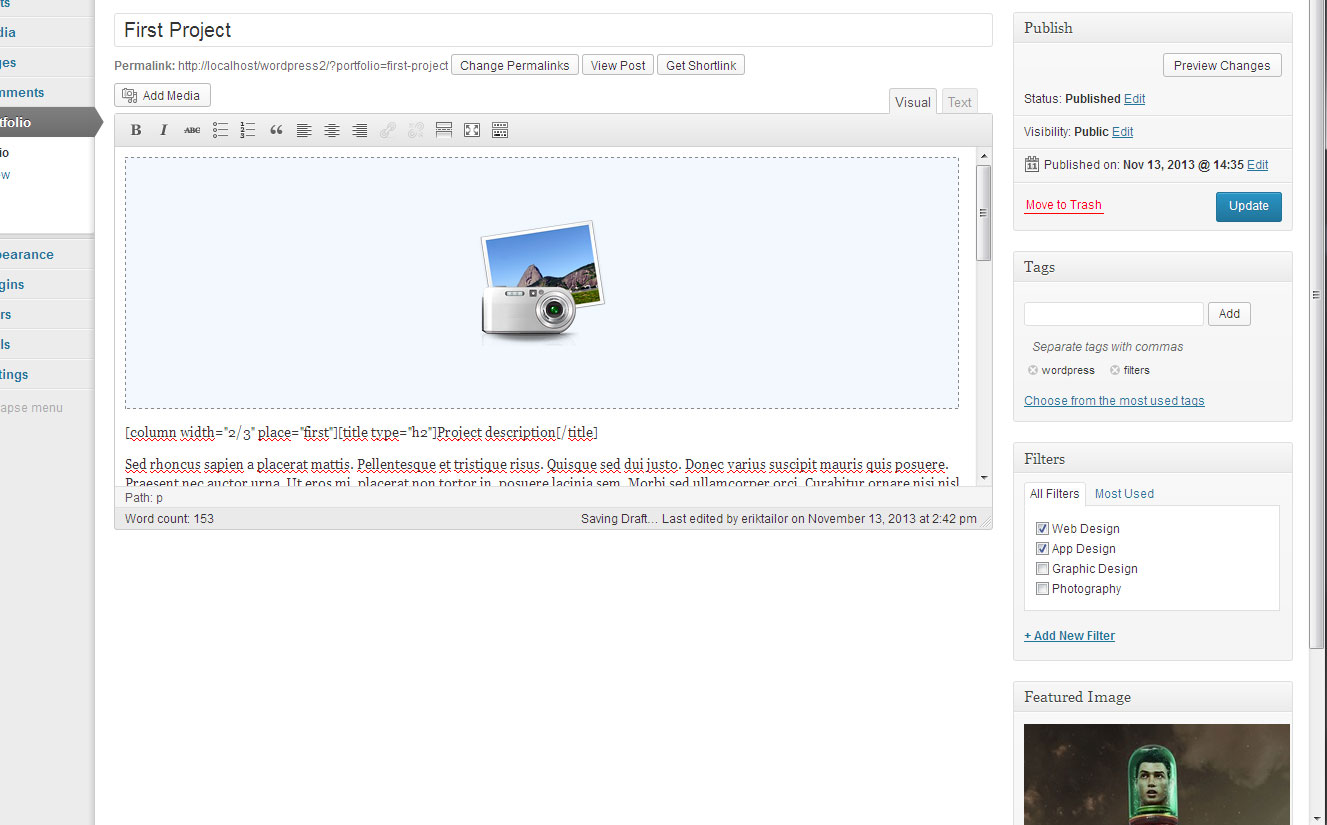 ts
dia
ges
mments
tfolio
io
w
pearance
gins
rs
ls
tings
apse menu
First Project
Permalink: http://localhost/wordpress2/?portfolio=first-project Change Permalinks View Post Get Shortlink
Add Media
Visual Text
B I ABC
[column width="2/3" place="first"][title type="h2"]Project description[/title]
Sed rhoncus sapien a placerat mattis. Pellentesque et tristique risus. Quisque sed dui justo. Donec varius suscipit mauris quis posuere.
Praesent nec auctor urna. Ut eros mi, placerat non tortor in, posuere lacinia sem. Morbi sed ullamcorper orci. Curabitur ornare nisi nisl
Path: p
Word count: 153 Saving Draft... Last edited by eriktailor on November 13, 2013 at 2:42 pm
Publish
Preview Changes
Status: Published Edit
Visibility: Public Edit
11 Published on: Nov 13, 2013 @ 14:35 Edit
Move to Trash Update
Tags
Add
Separate tags with commas
wordpress filters
Choose from the most used tags
Filters
All Filters Most Used
Web Design
App Design
Graphic Design
Photography
+ Add New Filter
Featured Image